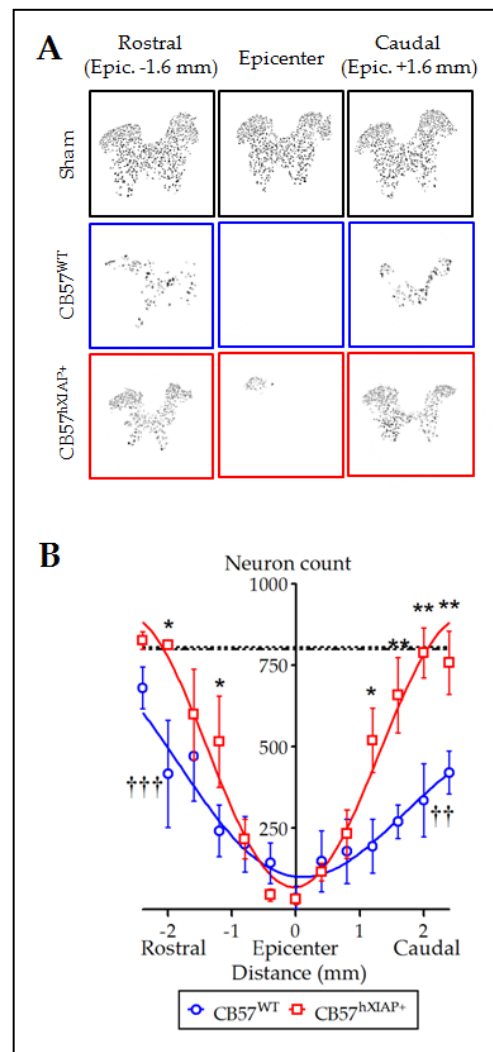 A
Rostral
(Epic. -1.6 mm)
Epicenter
Caudal
(Epic. +1.6 mm)
Sham
CB57WT
CB57hXIAP+
B
Neuron count
1000
750
500
250
*
*
*
**
**
**
†††
††
-2
-1
0
1
2
Rostral
Epicenter
Caudal
Distance (mm)
CB57WT
CB57hXIAP+